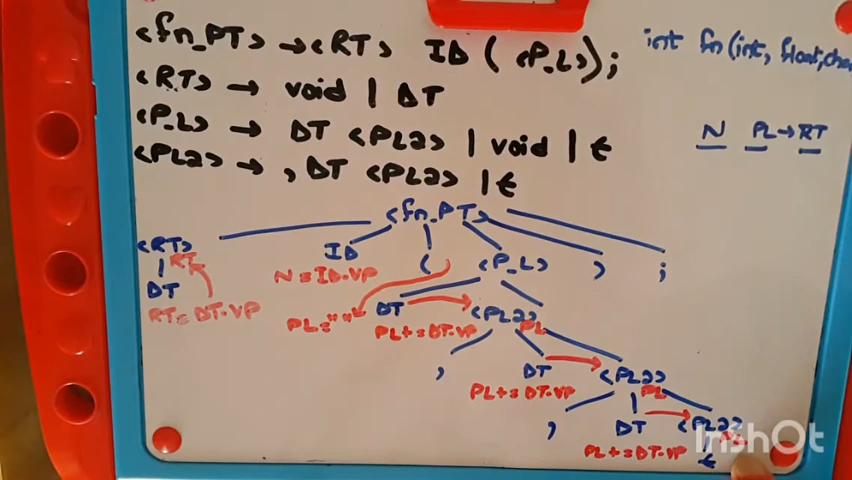 <fn_PT> → <RT> ID ( <P_L> ) ;
int fn(int, float, cha
<RT> → void | DT
<P_L> → DT <PL2> | void | ε
N PL → RT
<PL2> → , DT <PL2> | ε
<fn_PT>
<RT> ID ( <P_L> ) ;
RT N = ID.VP
DT
RT = DT.VP PL = "" DT <PL2>
PL += DT.VP PL
, DT <PL2>
PL += DT.VP PL
, DT <PL2>
PL += DT.VP PL
ε
InShOt